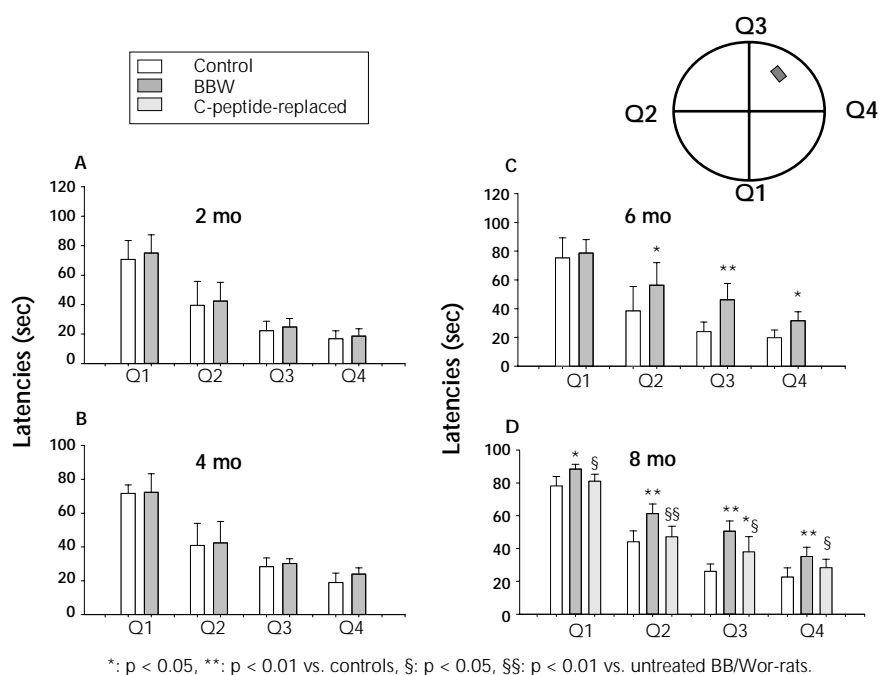 Control
BBW
C-peptide-replaced
Q3
Q2
Q4
Q1
A
2 mo
Latencies (sec)
120
100
80
60
40
20
0
Q1 Q2 Q3 Q4
B
4 mo
100
80
60
40
20
0
Q1 Q2 Q3 Q4
C
6 mo
Latencies (sec)
120
100
80
60
40
20
0
* ** *
Q1 Q2 Q3 Q4
D
8 mo
100
80
60
40
20
0
* § ** §§ ** *§ ** §
Q1 Q2 Q3 Q4
*: p < 0.05, **: p < 0.01 vs. controls, §: p < 0.05, §§: p < 0.01 vs. untreated BB/Wor-rats.